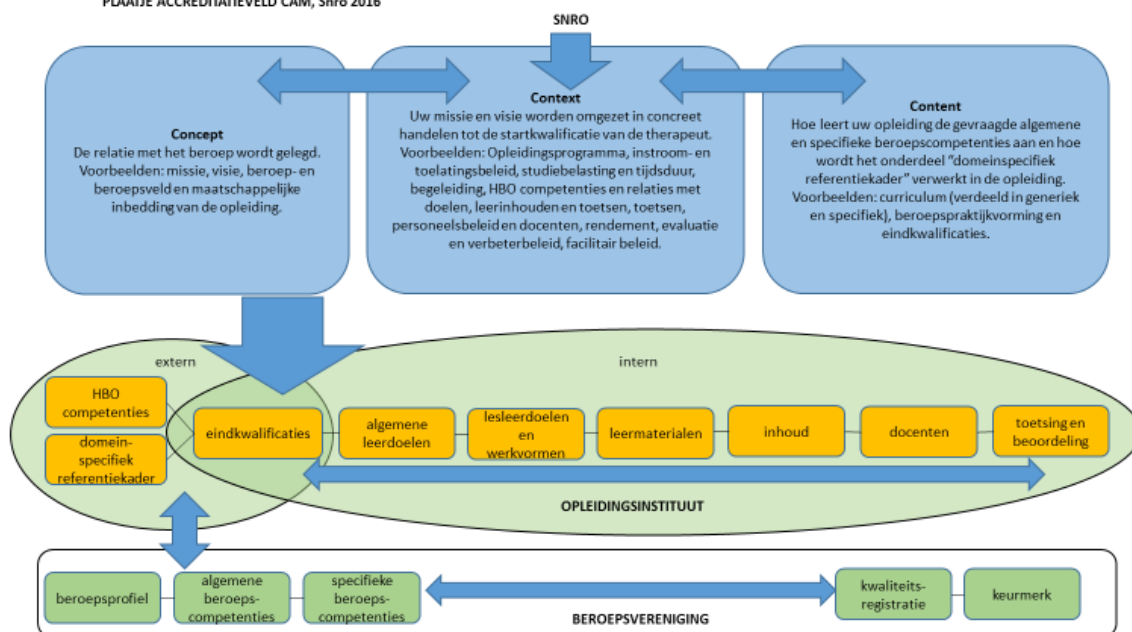 PLAATJE ACCREDITATIEVELD CAM, Snro 2016
SNRO
Concept
De relatie met het beroep wordt gelegd.
Voorbeelden: missie, visie, beroep- en
beroepsveld en maatschappelijke
inbedding van de opleiding.
Context
Uw missie en visie worden omgezet in concreet
handelen tot de startkwalificatie van de therapeut.
Voorbeelden: Opleidingsprogramma, instroom- en
toelatingsbeleid, studiebelasting en tijdsduur,
begeleiding, HBO competenties en relaties met
doelen, leerinhouden en toetsen, toetsen,
personeelsbeleid en docenten, rendement, evaluatie
en verbeterbeleid, facilitair beleid.
Content
Hoe leert uw opleiding de gevraagde algemene
en specifieke beroepscompetenties aan en hoe
wordt het onderdeel "domeinspecifiek
referentiekader" verwerkt in de opleiding.
Voorbeelden: curriculum (verdeeld in generiek
en specifiek), beroepspraktijkvorming en
eindkwalificaties.
extern
intern
HBO
competenties
domein-
specifiek
referentiekader
eindkwalificaties
algemene
leerdoelen
lesleerdoelen
en
werkvormen
leermaterialen
inhoud
docenten
toetsing en
beoordeling
OPLEIDINGSINSTITUUT
beroepsprofiel
algemene
beroeps-
competenties
specifieke
beroeps-
competenties
kwaliteits-
registratie
keurmerk
BEROEPSVERENIGING